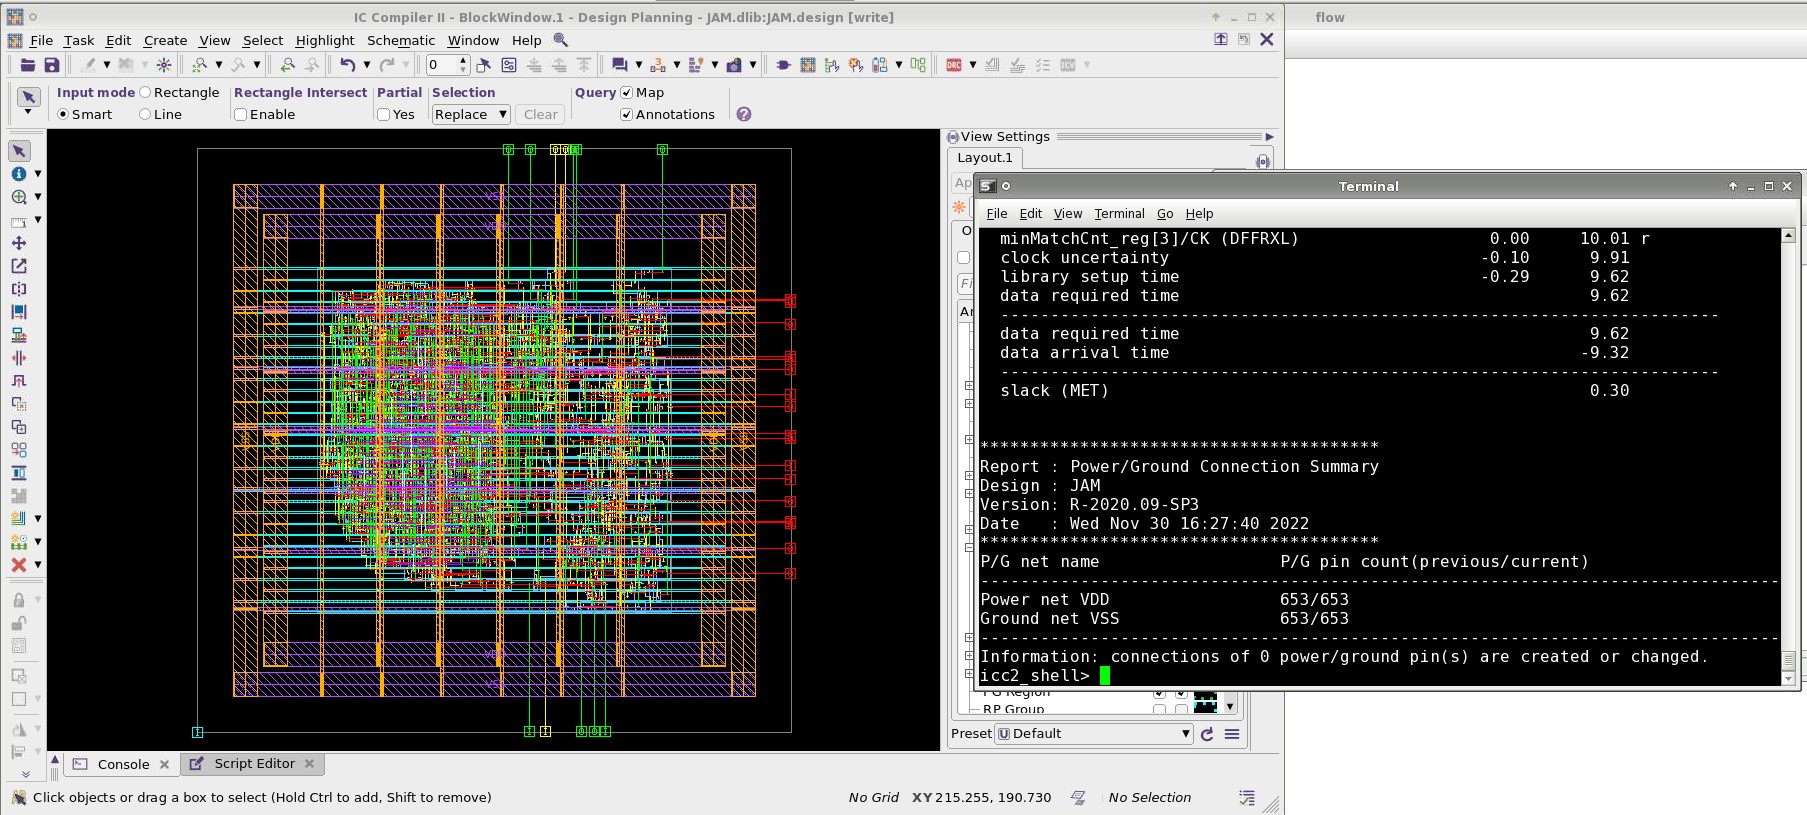 IC Compiler II - BlockWindow.1 - Design Planning - JAM.dlib:JAM.design [write]
flow
File Task Edit Create View Select Highlight Schematic Window Help
0
DRC
Input mode Rectangle Rectangle Intersect Partial Selection Query Map
Smart Line Enable Yes Replace Clear Annotations
View Settings
Layout.1
Ap
Terminal
File Edit View Terminal Go Help
minMatchCnt_reg[3]/CK (DFFRXL) 0.00 10.01 r
clock uncertainty -0.10 9.91
library setup time -0.29 9.62
data required time 9.62
------------------------------------------------------------------------
data required time 9.62
data arrival time -9.32
------------------------------------------------------------------------
slack (MET) 0.30
****************************************
Report : Power/Ground Connection Summary
Design : JAM
Version: R-2020.09-SP3
Date : Wed Nov 30 16:27:40 2022
****************************************
P/G net name P/G pin count(previous/current)
--------------------------------------------------------------------------------
Power net VDD 653/653
Ground net VSS 653/653
--------------------------------------------------------------------------------
Information: connections of 0 power/ground pin(s) are created or changed.
icc2_shell>
PG Region
RP Group
Preset Default
Console Script Editor
Click objects or drag a box to select (Hold Ctrl to add, Shift to remove)
No Grid XY 215.255, 190.730 No Selection